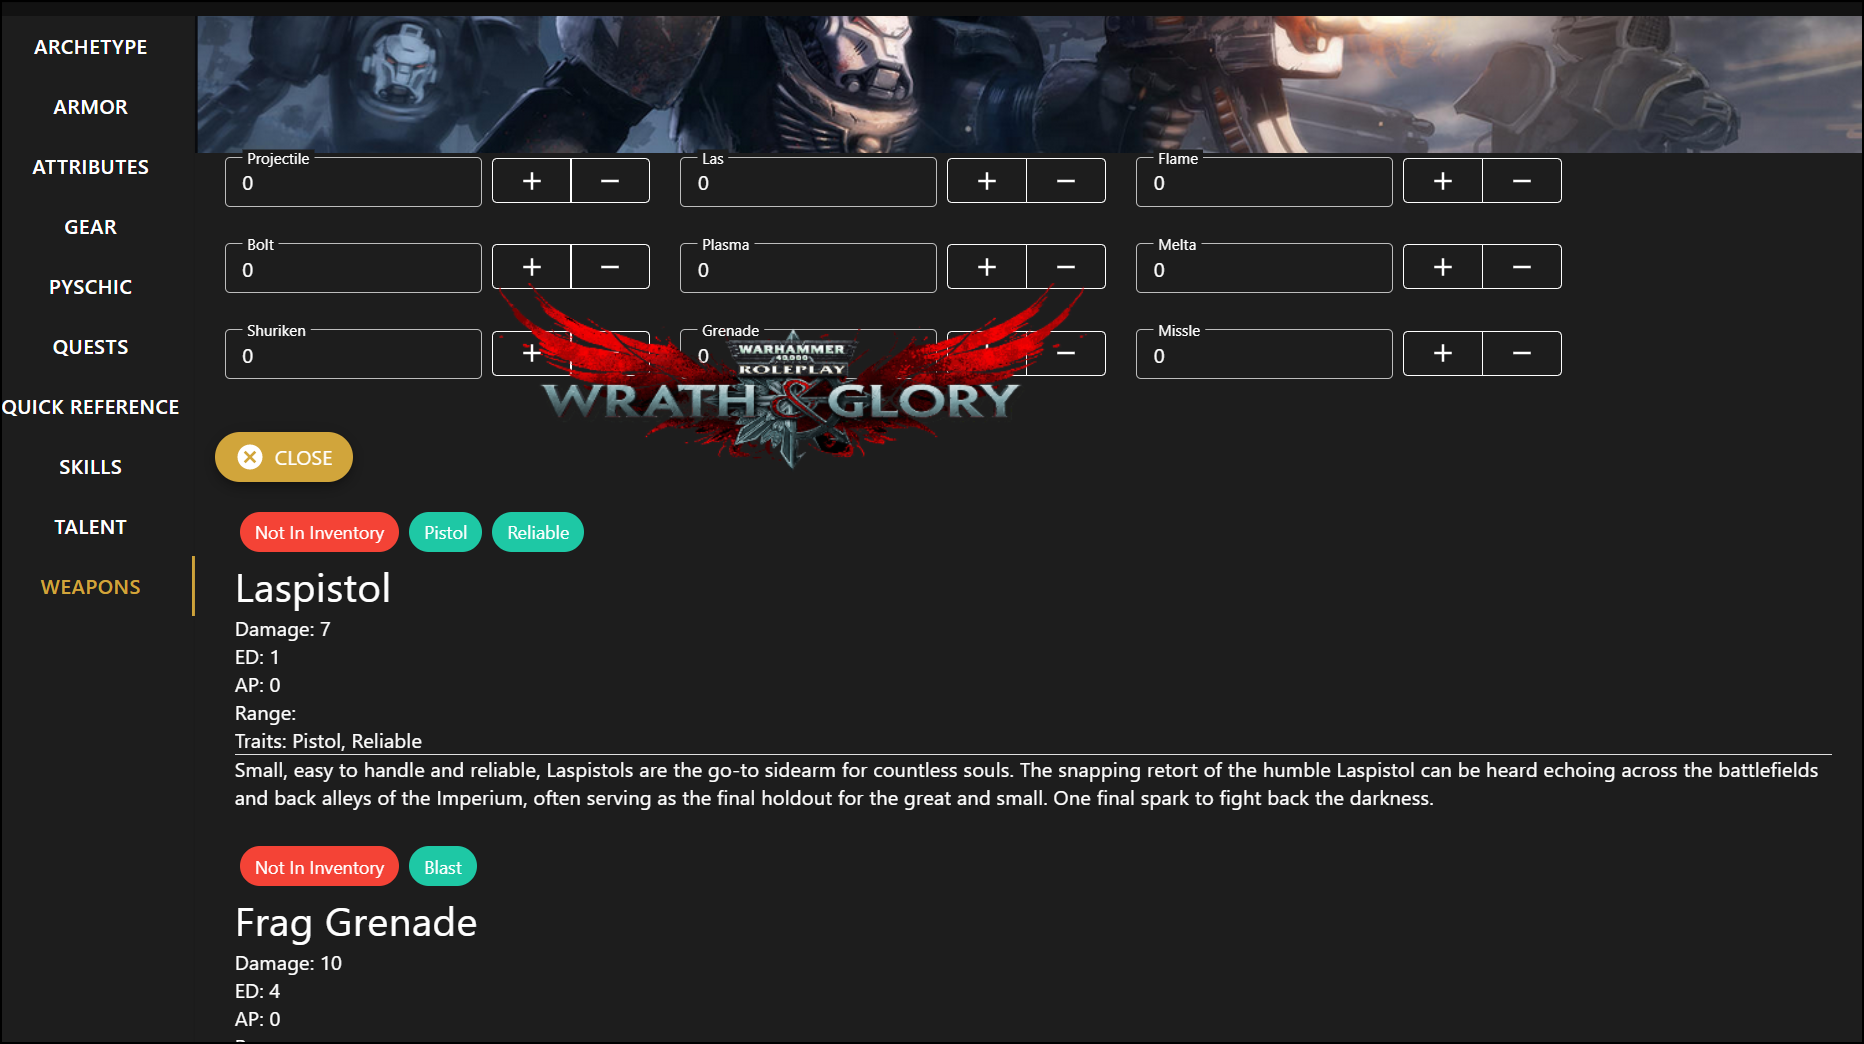 ARCHETYPE
ARMOR
ATTRIBUTES
GEAR
PYSCHIC
QUESTS
QUICK REFERENCE
SKILLS
TALENT
WEAPONS
Projectile
0
Las
0
Flame
0
Bolt
0
Plasma
0
Melta
0
Shuriken
0
Grenade
0
Missle
0
WARHAMMER
40,000
ROLEPLAY
WRATH & GLORY
CLOSE
Not In Inventory Pistol Reliable
Laspistol
Damage: 7
ED: 1
AP: 0
Range:
Traits: Pistol, Reliable
Small, easy to handle and reliable, Laspistols are the go-to sidearm for countless souls. The snapping retort of the humble Laspistol can be heard echoing across the battlefields
and back alleys of the Imperium, often serving as the final holdout for the great and small. One final spark to fight back the darkness.
Not In Inventory Blast
Frag Grenade
Damage: 10
ED: 4
AP: 0